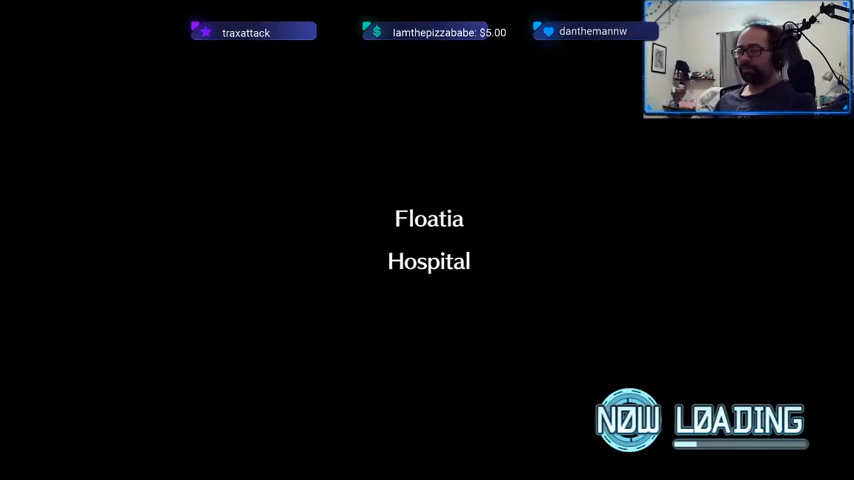 traxattack
Iamthepizzababe: $5.00
danthemannw
Floatia
Hospital
NOW LOADING